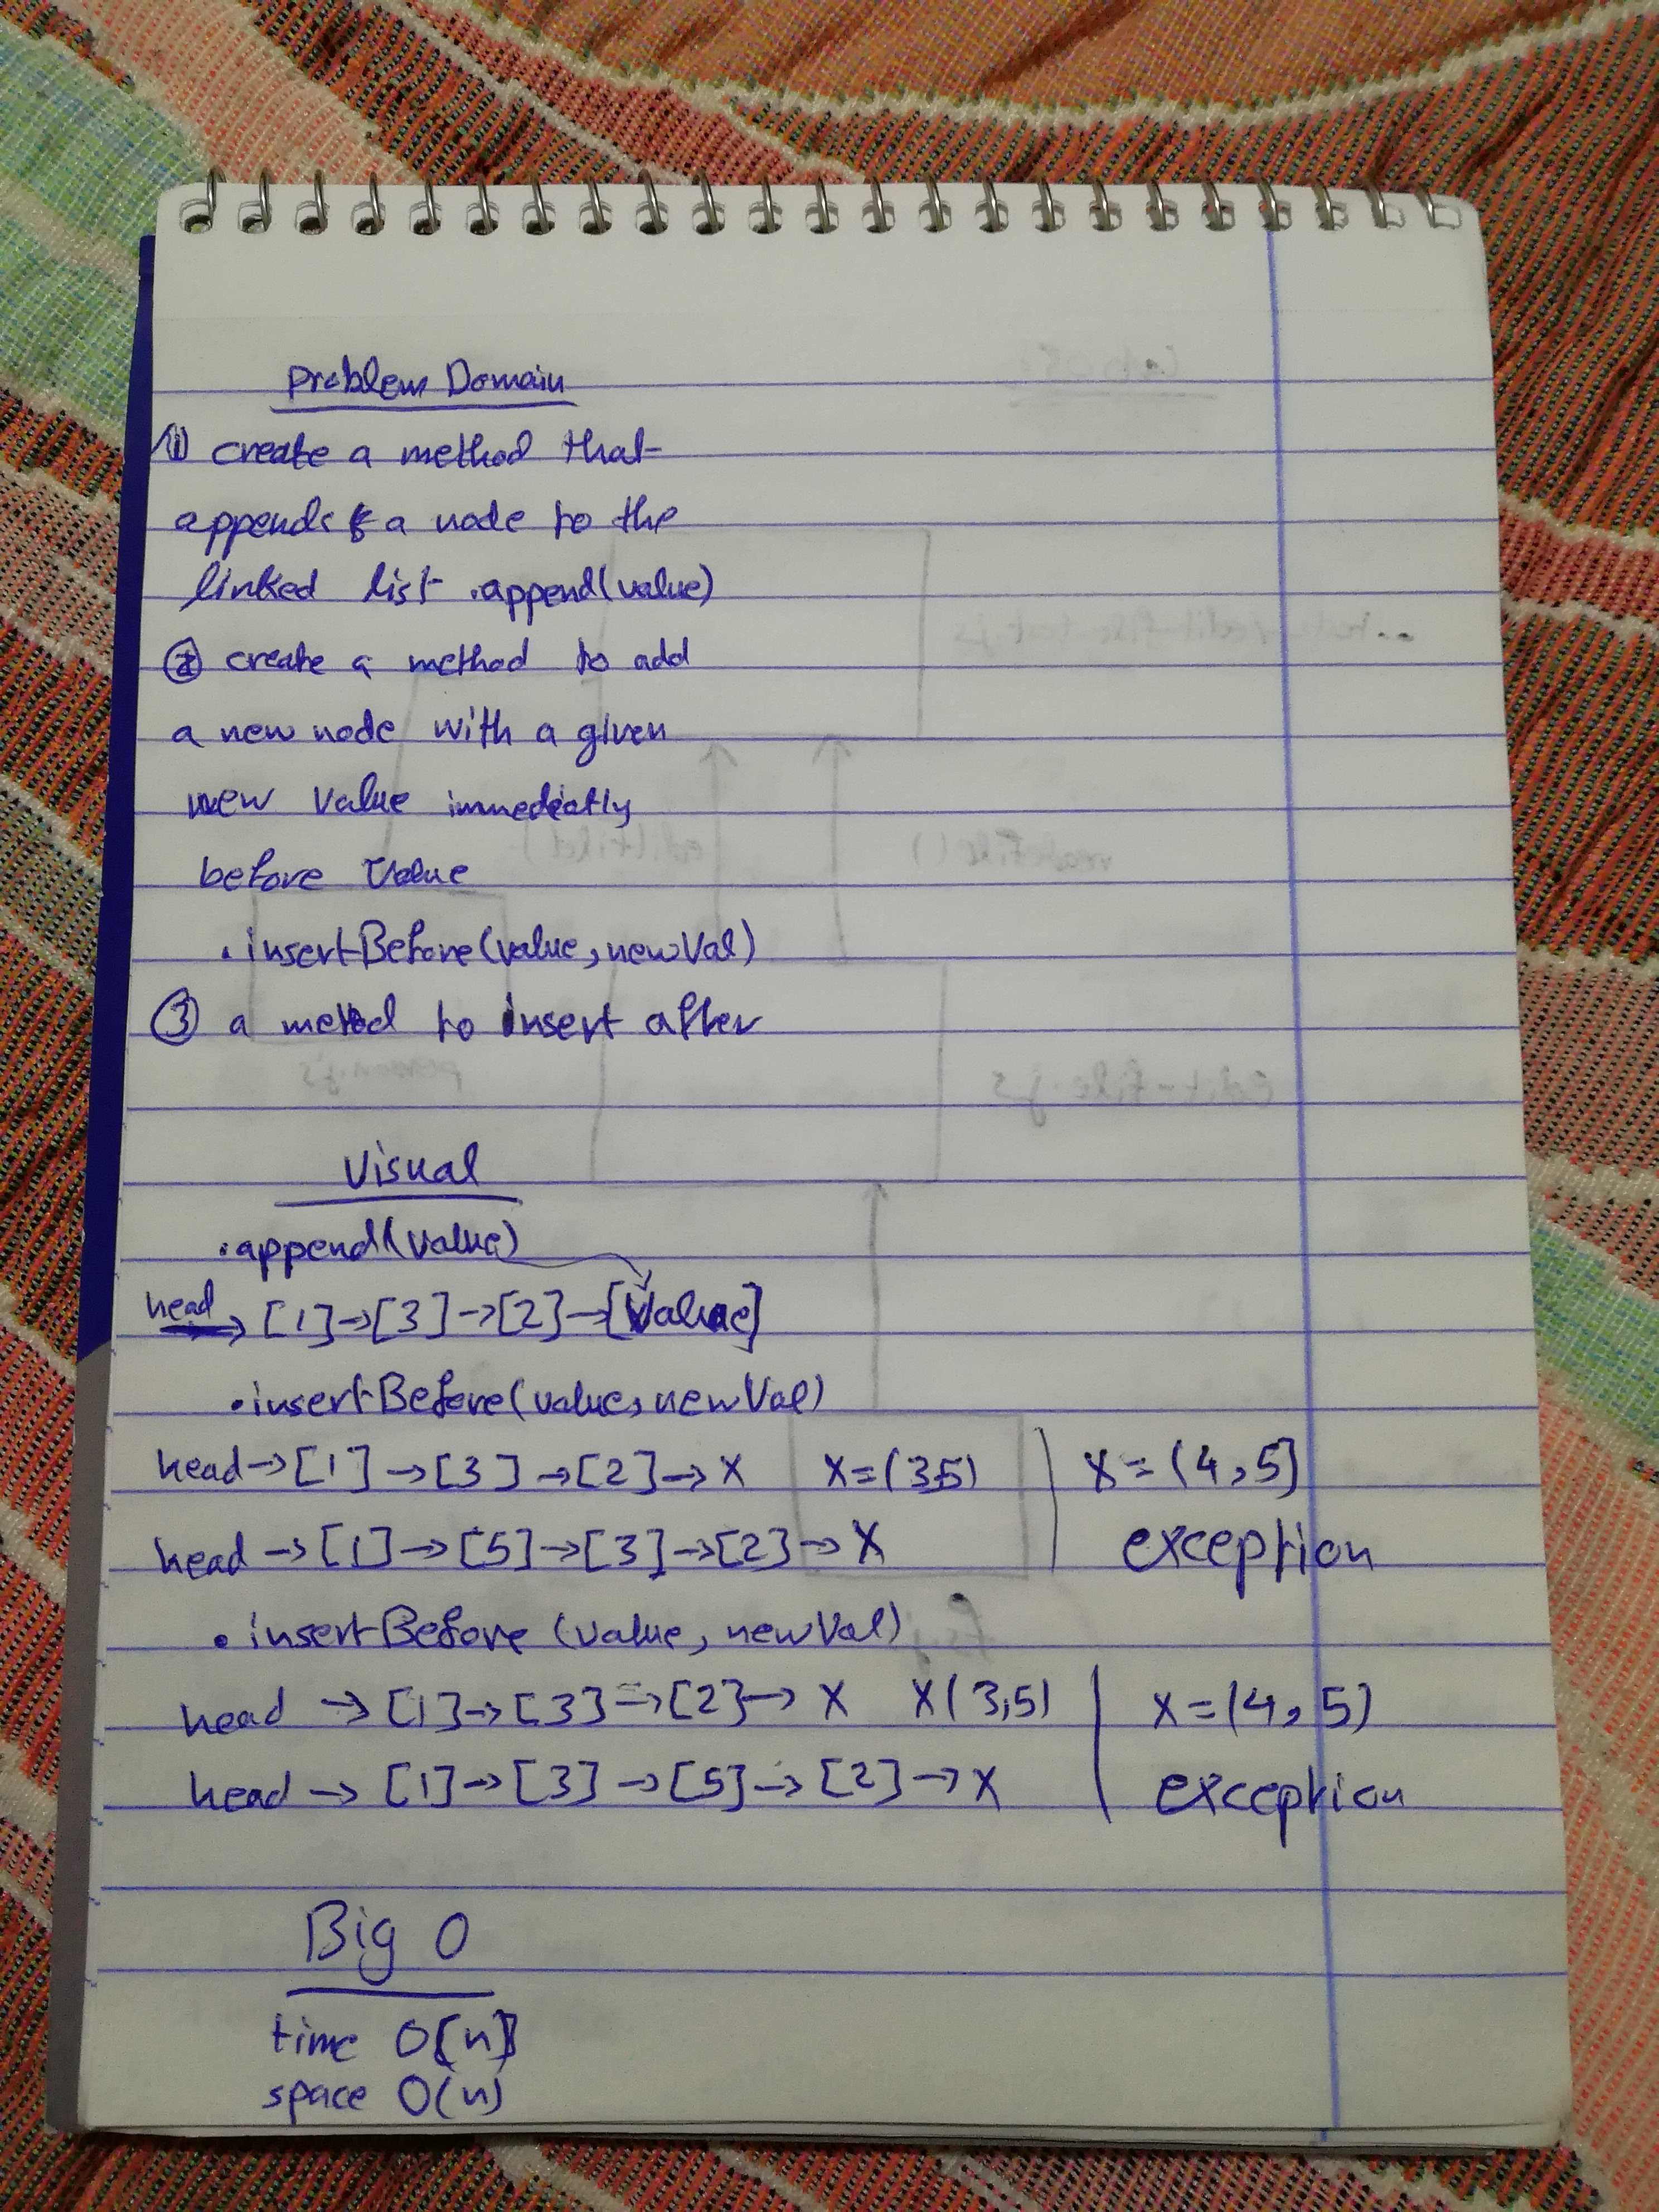 Problem Domain
① create a method that
appends a node to the
linked list .append(value)
② create a method to add
a new node with a given
new value immedieatly
before value
.insertBefore(value,newVal)
③ a method to insert after
Visual
.append(value)
head → [1]→[3]→[2]→[Value]
.insertBefore(value,newVal)
head→[1]→[3]→[2]→X X=(3,5) | X=(4,5]
head→[1]→[5]→[3]→[2]→X | exception
.insertBefore (value, newVal)
head →[1]→[3]→[2]→ X X(3,5) | X=(4,5)
head → [1]→[3]→[5]→[2]→X | exception
Big O
time O[n]
space O(n)